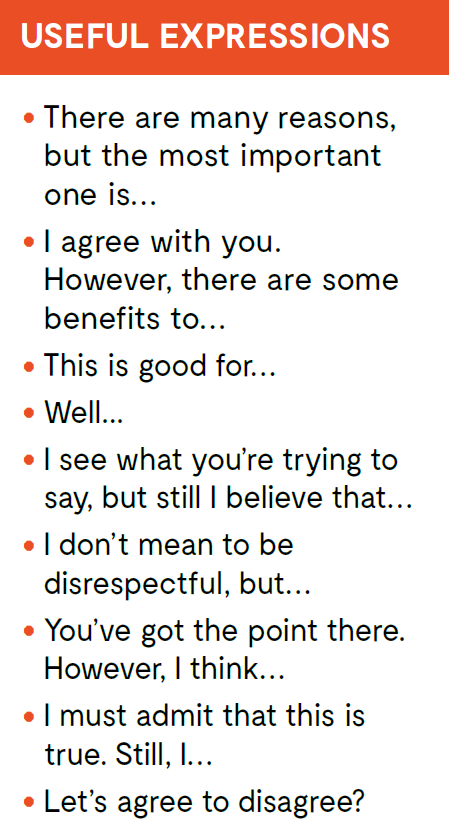 USEFUL EXPRESSIONS
• There are many reasons,
but the most important
one is...
• I agree with you.
However, there are some
benefits to...
• This is good for...
• Well...
• I see what you’re trying to
say, but still I believe that...
• I don’t mean to be
disrespectful, but...
• You’ve got the point there.
However, I think...
• I must admit that this is
true. Still, I...
• Let’s agree to disagree?